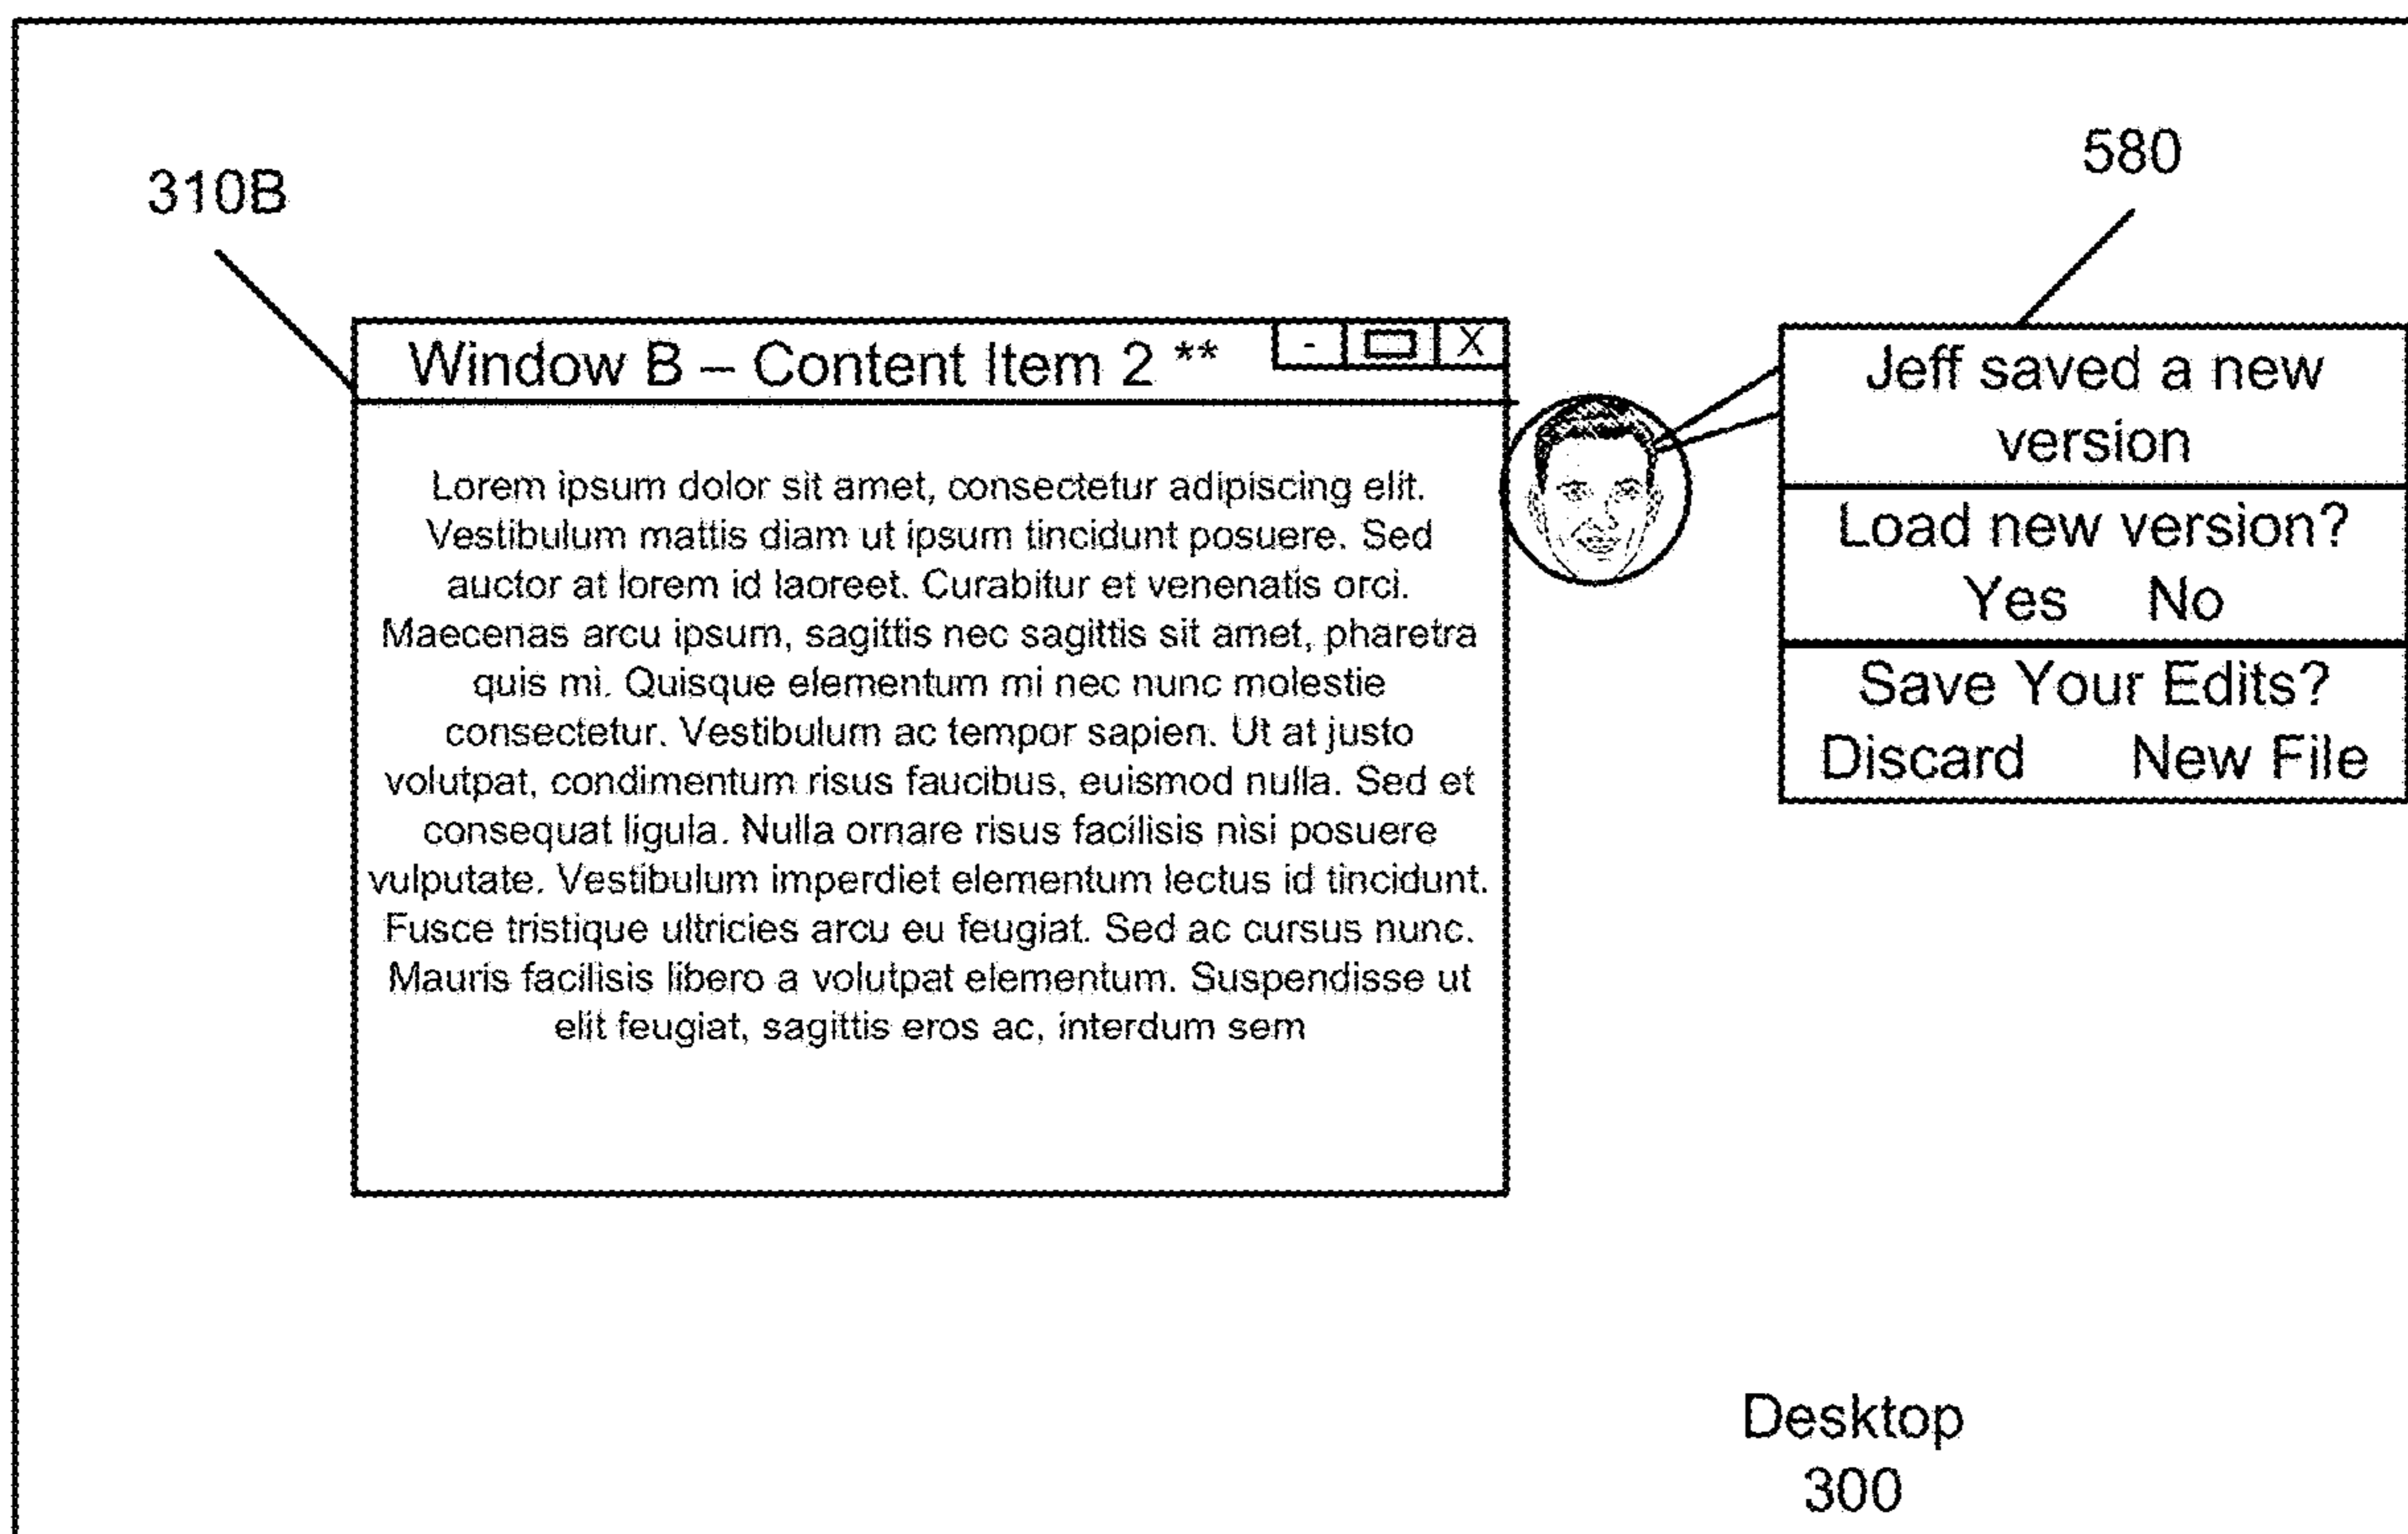 310B
580
Window B – Content Item 2 **
- X
Lorem ipsum dolor sit amet, consectetur adipiscing elit.
Vestibulum mattis diam ut ipsum tincidunt posuere. Sed
auctor at lorem id laoreet. Curabitur et venenatis orci.
Maecenas arcu ipsum, sagittis nec sagittis sit amet, pharetra
quis mi. Quisque elementum mi nec nunc molestie
consectetur. Vestibulum ac tempor sapien. Ut at justo
volutpat, condimentum risus faucibus, euismod nulla. Sed et
consequat ligula. Nulla ornare risus facilisis nisi posuere
vulputate. Vestibulum imperdiet elementum lectus id tincidunt.
Fusce tristique ultricies arcu eu feugiat. Sed ac cursus nunc.
Mauris facilisis libero a volutpat elementum. Suspendisse ut
elit feugiat, sagittis eros ac, interdum sem
Jeff saved a new
version
Load new version?
Yes No
Save Your Edits?
Discard New File
Desktop
300